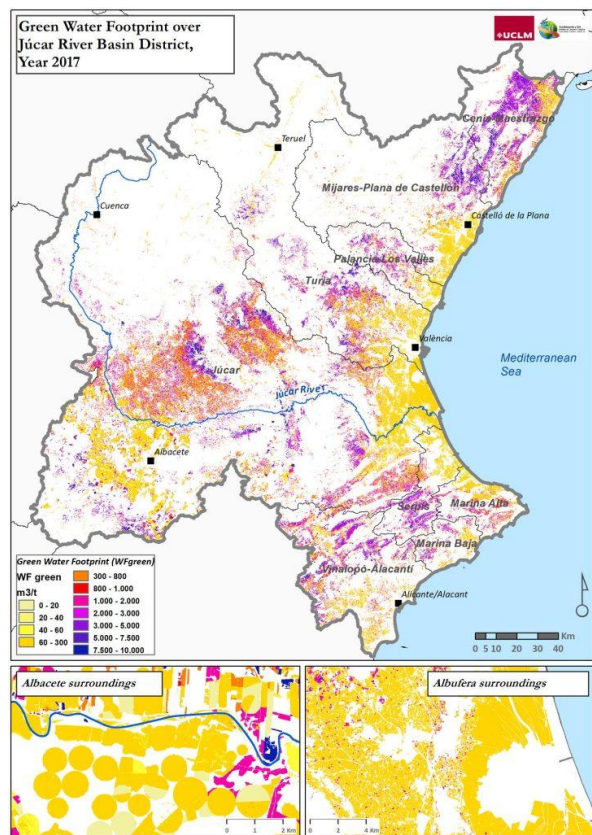 Green Water Footprint over
Júcar River Basin District,
Year 2017
UCLM
Teruel
Cenia-Maestrazgo
Mijares-Plana de Castellón
Cuenca
Castelló de la Plana
Palancia-Los Valles
Turia
València
Mediterranean
Sea
Júcar
Júcar River
Albacete
Serpis
Marina Alta
Marina Baja
Vinalopó-Alacantí
Alicante/Alacant
Green Water Footprint (WFgreen)
WF green
m3/t
0 - 20
20 - 40
40 - 60
60 - 300
300 - 800
800 - 1.000
1.000 - 2.000
2.000 - 3.000
3.000 - 5.000
5.000 - 7.500
7.500 - 10.000
Km
0 5 10 20 30 40
Albacete surroundings
0 1 2 Km
Albufera surroundings
0 2 4 Km